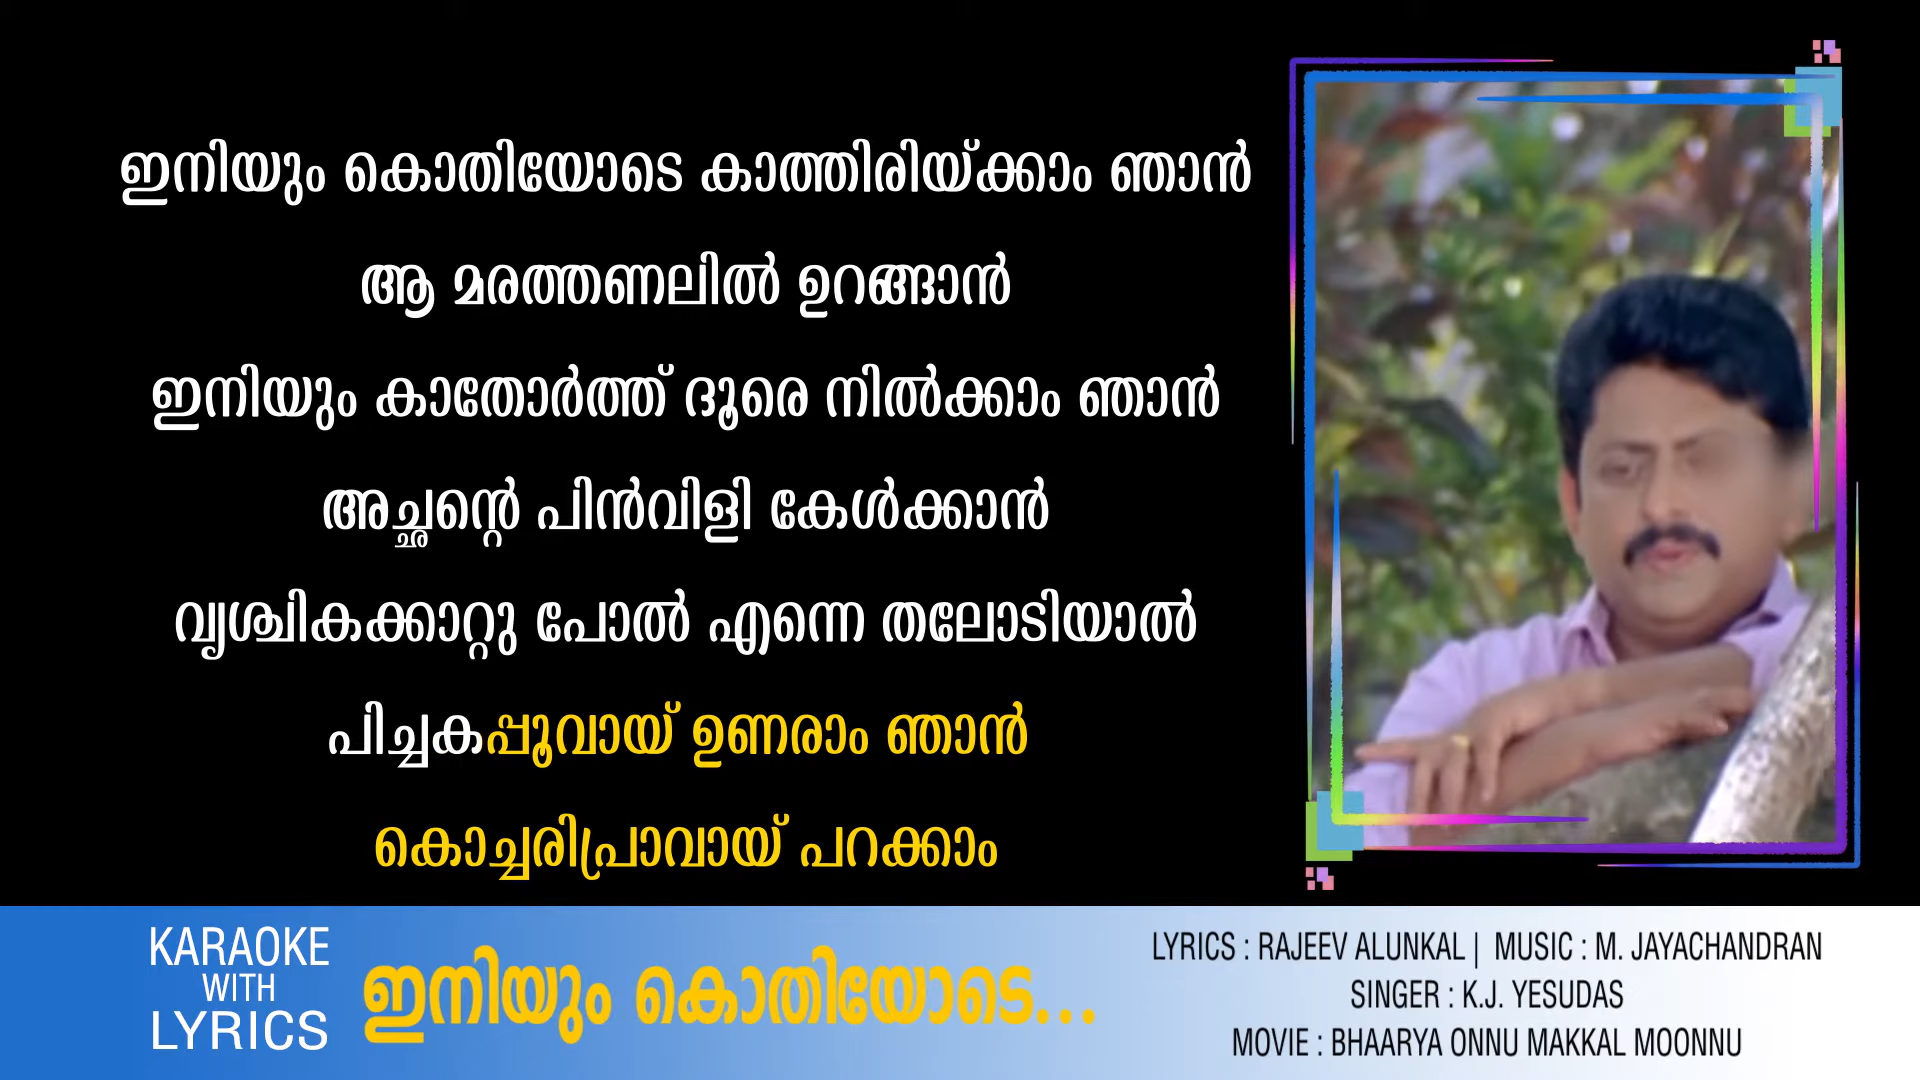 ഇനിയും കൊതിയോടെ കാത്തിരിയ്ക്കാം ഞാൻ
ആ മരത്തണലിൽ ഉറങ്ങാൻ
ഇനിയും കാതോർത്ത് ദൂരെ നിൽക്കാം ഞാൻ
അച്ഛന്റെ പിൻവിളി കേൾക്കാൻ
വൃശ്ചികക്കാറ്റു പോൽ എന്നെ തലോടിയാൽ
പിച്ചകപ്പൂവായ് ഉണരാം ഞാൻ
കൊച്ചരിപ്രാവായ് പറക്കാം
KARAOKE
WITH
LYRICS
ഇനിയും കൊതിയോടെ...
LYRICS : RAJEEV ALUNKAL | MUSIC : M. JAYACHANDRAN
SINGER : K.J. YESUDAS
MOVIE : BHAARYA ONNU MAKKAL MOONNU